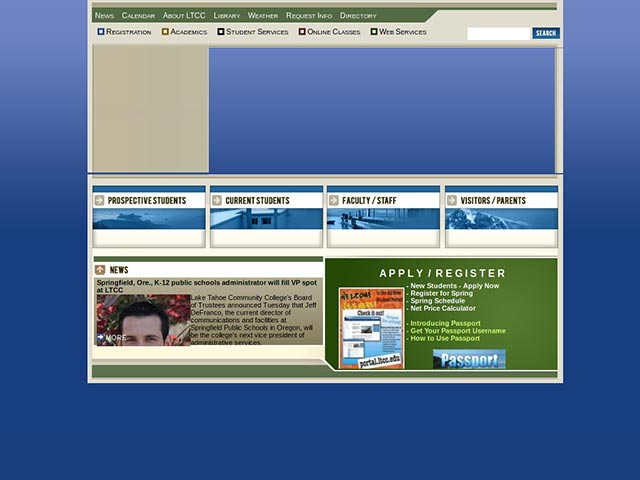 News Calendar About LTCC Library Weather Request Info Directory
Registration Academics Student Services Online Classes Web Services SEARCH
PROSPECTIVE STUDENTS CURRENT STUDENTS FACULTY / STAFF VISITORS / PARENTS
NEWS
Springfield, Ore., K-12 public schools administrator will fill VP spot
at LTCC
Lake Tahoe Community College's Board
of Trustees announced Tuesday that Jeff
DeFranco, the current director of
communications and facilities at
Springfield Public Schools in Oregon, will
be the college's next vice president of
administrative services.
MORE
APPLY / REGISTER
- New Students - Apply Now
- Register for Spring
- Spring Schedule
- Net Price Calculator
- Introducing Passport
- Get Your Passport Username
- How to Use Passport
WELCOME
Check it out!
portal.ltcc.edu
Passport